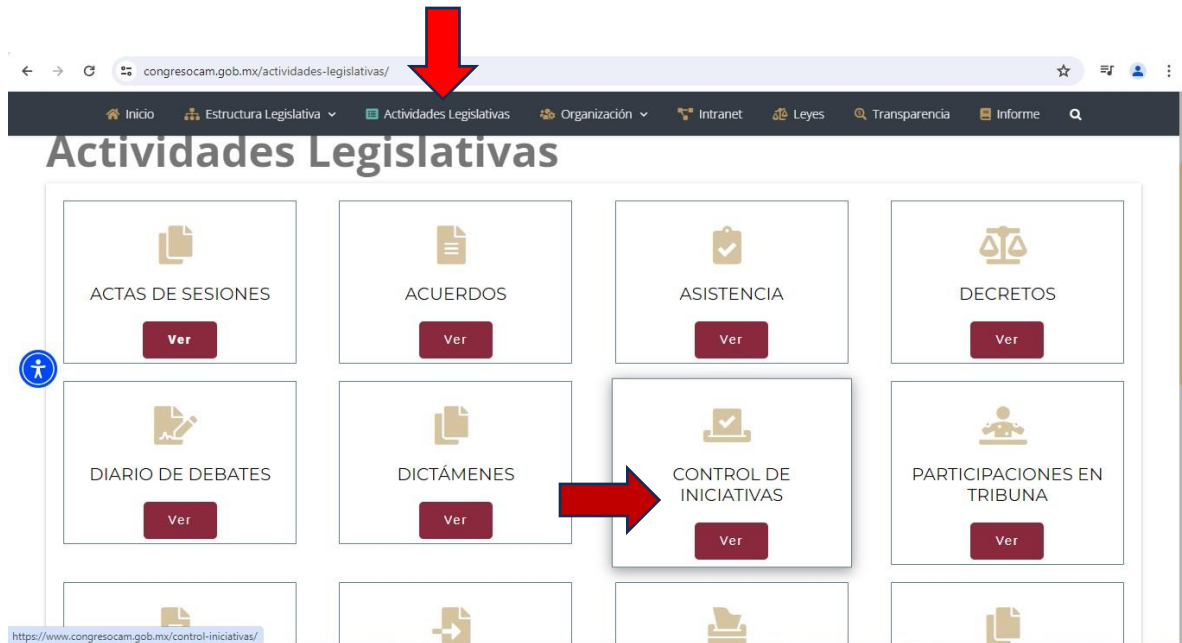 congresocam.gob.mx/actividades-legislativas/
Inicio Estructura Legislativa Actividades Legislativas Organización Intranet Leyes Transparencia Informe
Actividades Legislativas
ACTAS DE SESIONES
Ver
ACUERDOS
Ver
ASISTENCIA
Ver
DECRETOS
Ver
DIARIO DE DEBATES
Ver
DICTÁMENES
Ver
CONTROL DE
INICIATIVAS
Ver
PARTICIPACIONES EN
TRIBUNA
Ver
https://www.congresocam.gob.mx/control-iniciativas/